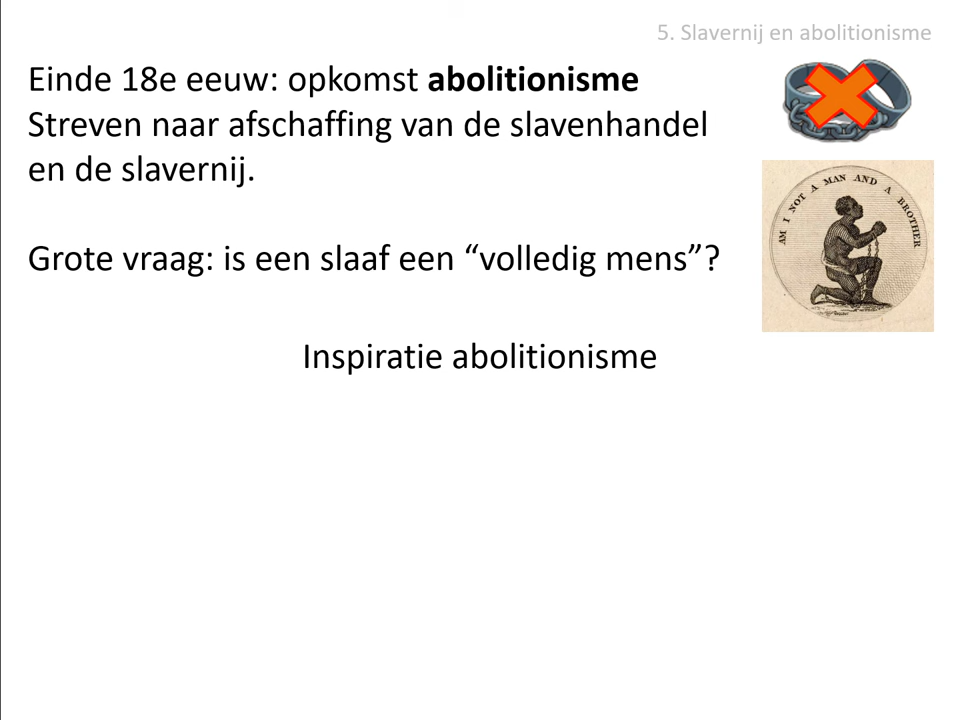 5. Slavernij en abolitionisme
Einde 18e eeuw: opkomst abolitionisme
Streven naar afschaffing van de slavenhandel
en de slavernij.
AM I NOT A MAN AND A BROTHER
Grote vraag: is een slaaf een “volledig mens”?
Inspiratie abolitionisme